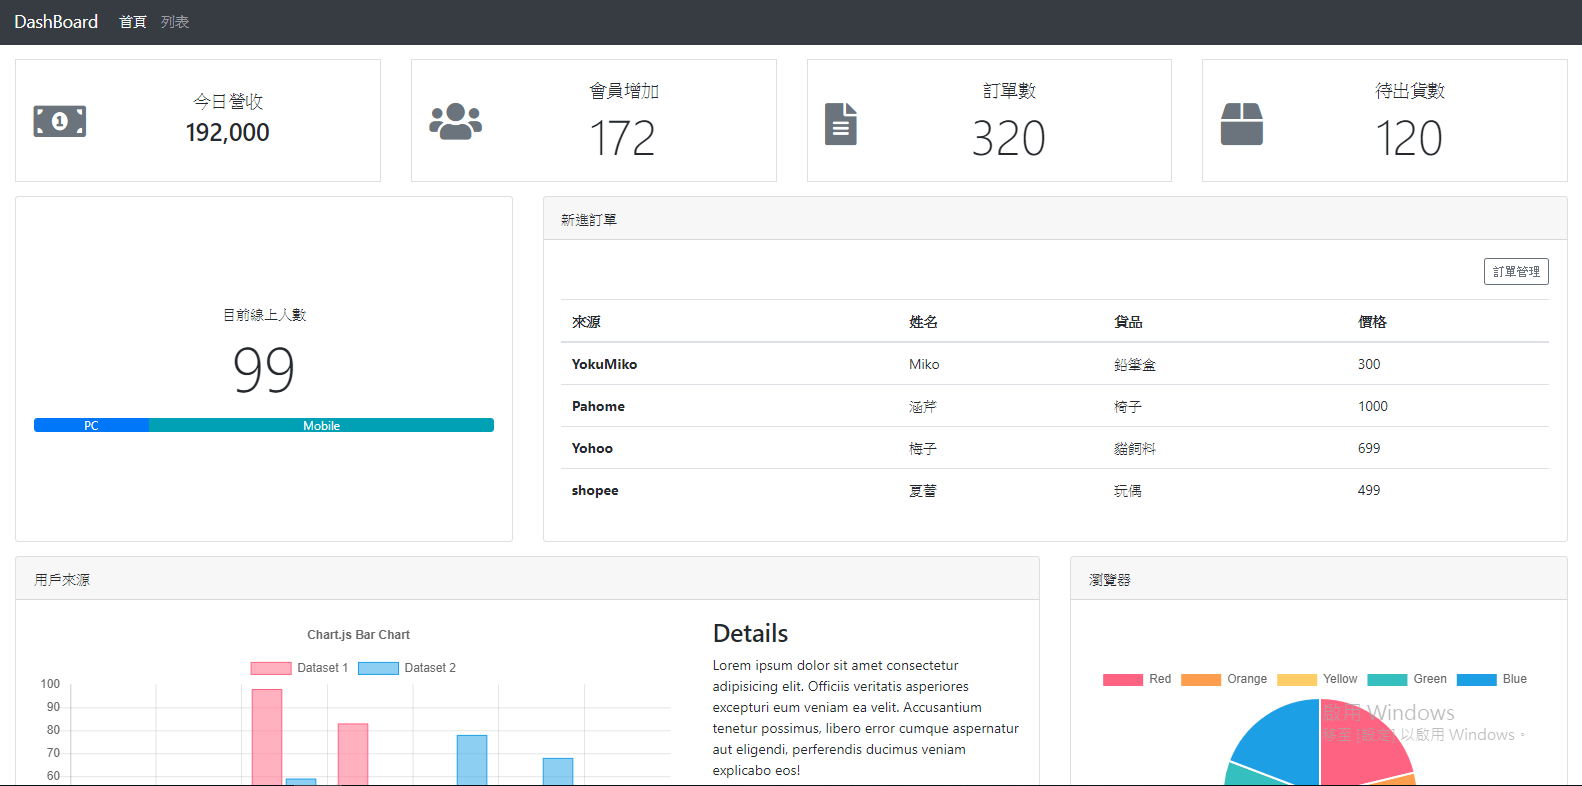 DashBoard 首頁 列表
今日營收
192,000
會員增加
172
訂單數
320
待出貨數
120
目前線上人數
99
PC Mobile
新進訂單
訂單管理
來源 姓名 貨品 價格
YokuMiko Miko 鉛筆盒 300
Pahome 涵芹 椅子 1000
Yohoo 梅子 貓飼料 699
shopee 夏蕾 玩偶 499
用戶來源
Chart.js Bar Chart
Dataset 1 Dataset 2
100
90
80
70
60
Details
Lorem ipsum dolor sit amet consectetur
adipisicing elit. Officiis veritatis asperiores
excepturi eum veniam ea velit. Accusantium
tenetur possimus, libero error cumque aspernatur
aut eligendi, perferendis ducimus veniam
explicabo eos!
瀏覽器
Red Orange Yellow Green Blue
啟用 Windows
移至 [設定] 以啟用 Windows。